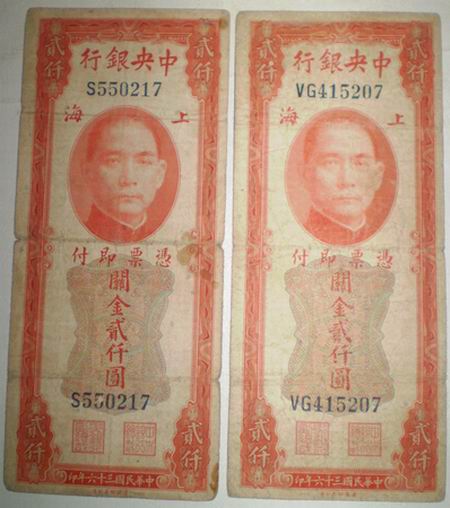 貳仟
中央銀行
貳仟
S550217
上海
憑票即付
關金貳仟圓
S550217
貳仟
貳仟
中華民國三十六年印
貳仟
中央銀行
貳仟
VG415207
上海
憑票即付
關金貳仟圓
VG415207
貳仟
貳仟
中華民國三十六年印